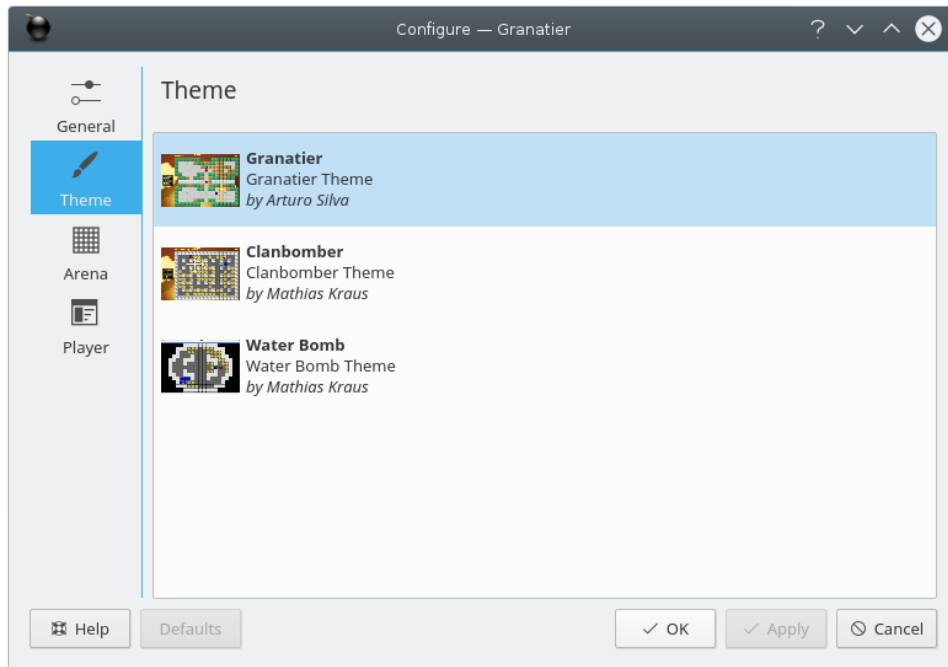 Configure — Granatier
General
Theme
Arena
Player
Theme
Granatier
Granatier Theme
by Arturo Silva
Clanbomber
Clanbomber Theme
by Mathias Kraus
Water Bomb
Water Bomb Theme
by Mathias Kraus
Help
Defaults
OK
Apply
Cancel